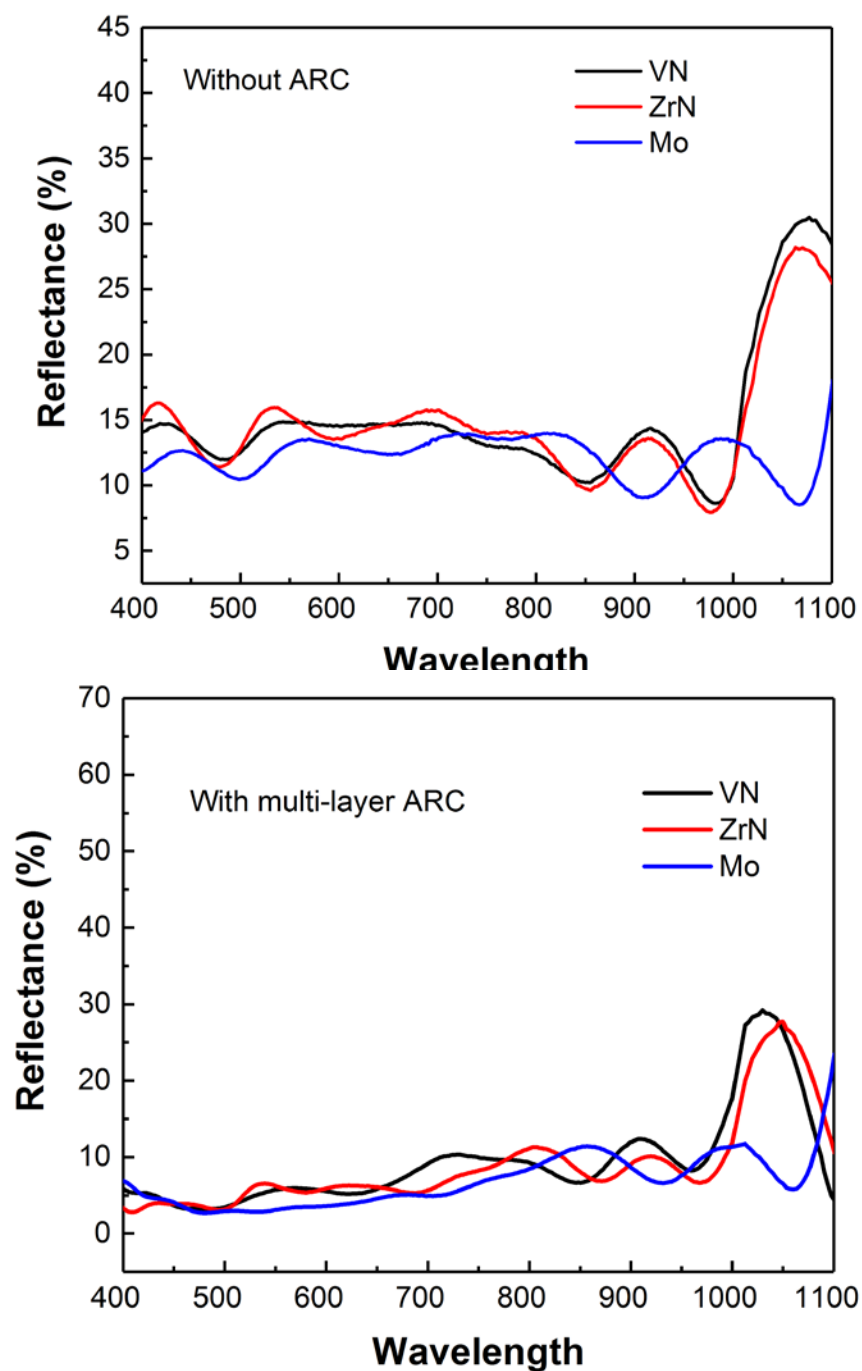 45
40
35
30
25
20
15
10
5
Reflectance (%)
Without ARC
VN
ZrN
Mo
400 500 600 700 800 900 1000 1100
Wavelength
70
60
50
40
30
20
10
0
Reflectance (%)
With multi-layer ARC
VN
ZrN
Mo
400 500 600 700 800 900 1000 1100
Wavelength